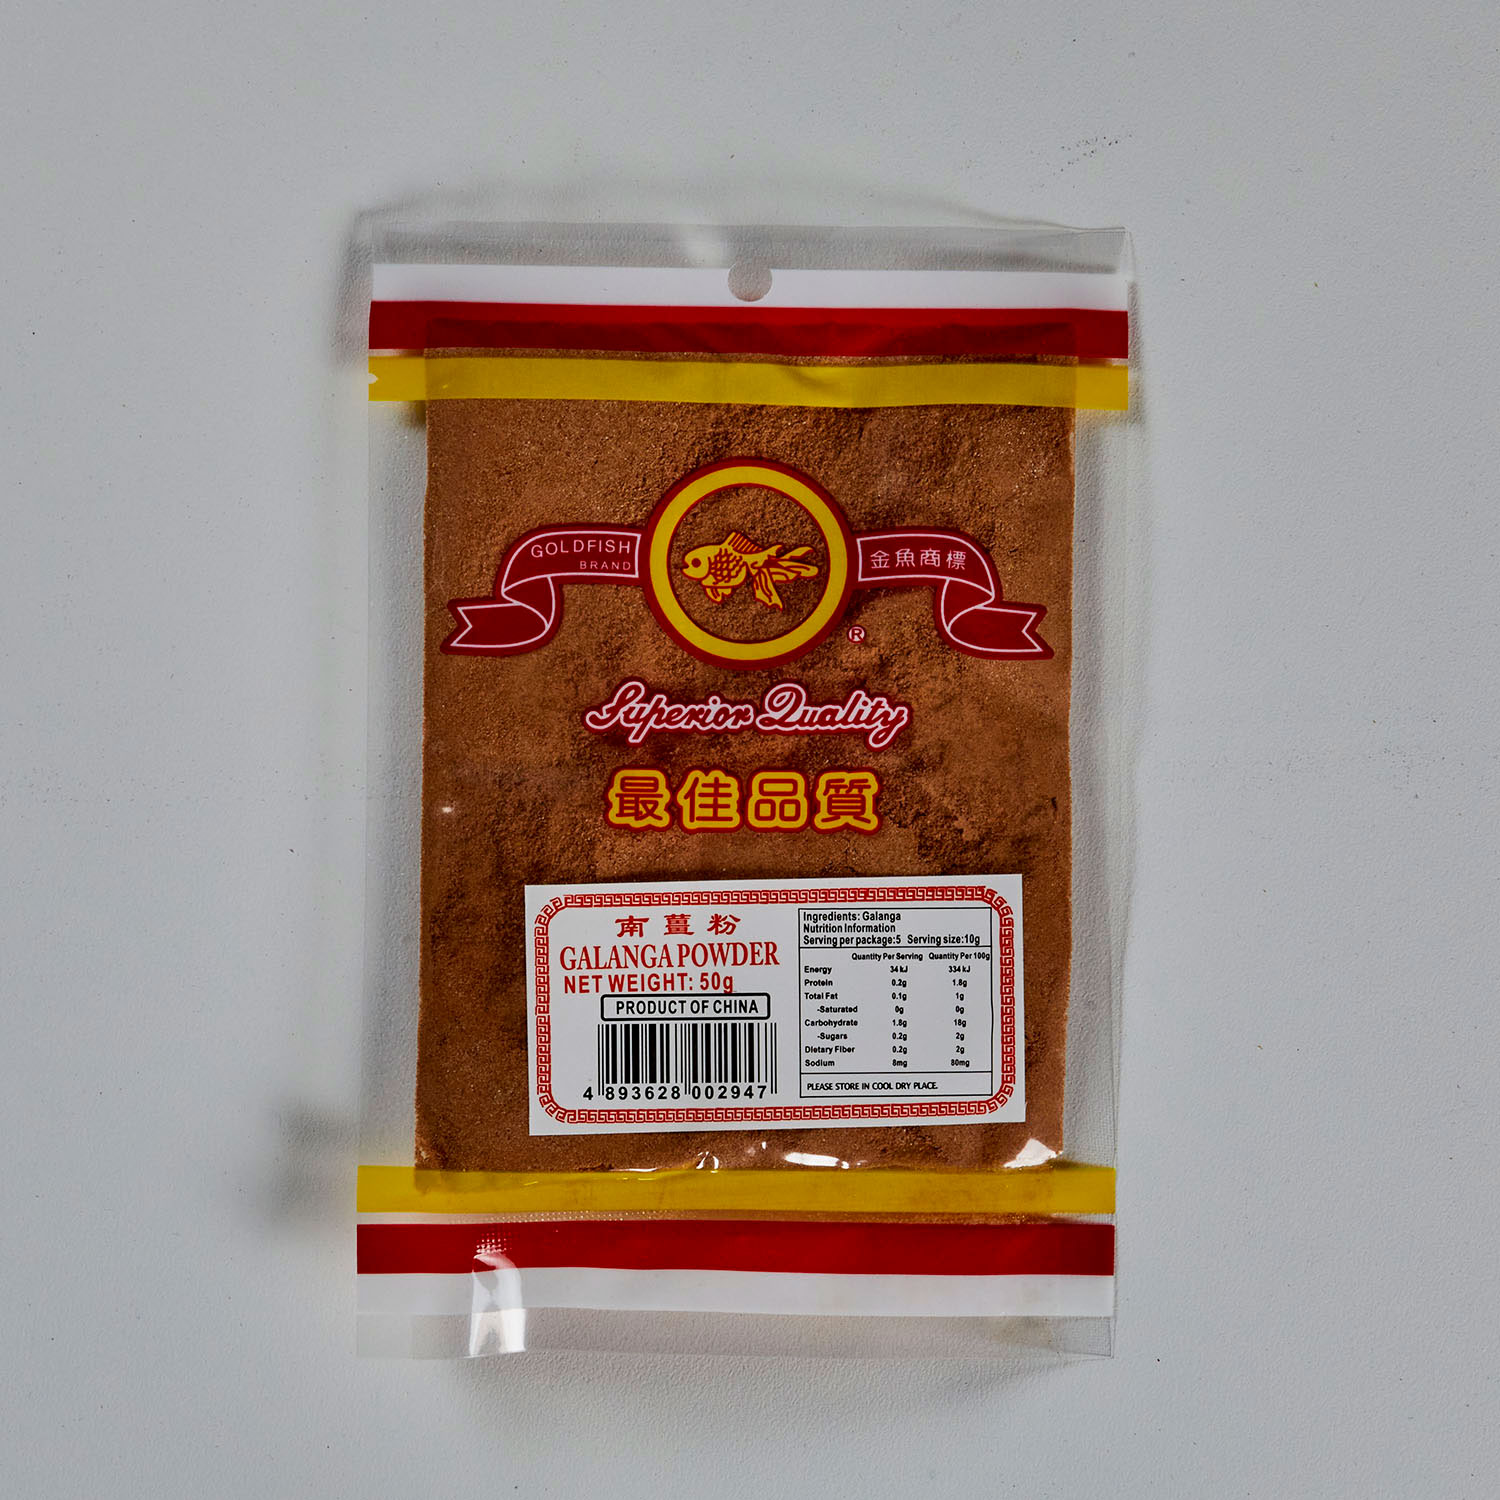 GOLDFISH
BRAND
金魚商標
®
Superior Quality
最佳品質
南薑粉
GALANGA POWDER
NET WEIGHT: 50g
PRODUCT OF CHINA
4 893628 002947
Ingredients: Galanga
Nutrition Information
Serving per package:5 Serving size:10g
Quantity Per Serving Quantity Per 100g
Energy 34 kJ 334 kJ
Protein 0.2g 1.8g
Total Fat 0.1g 1g
-Saturated 0g 0g
Carbohydrate 1.8g 18g
-Sugars 0.2g 2g
Dietary Fiber 0.2g 2g
Sodium 8mg 80mg
PLEASE STORE IN COOL DRY PLACE.